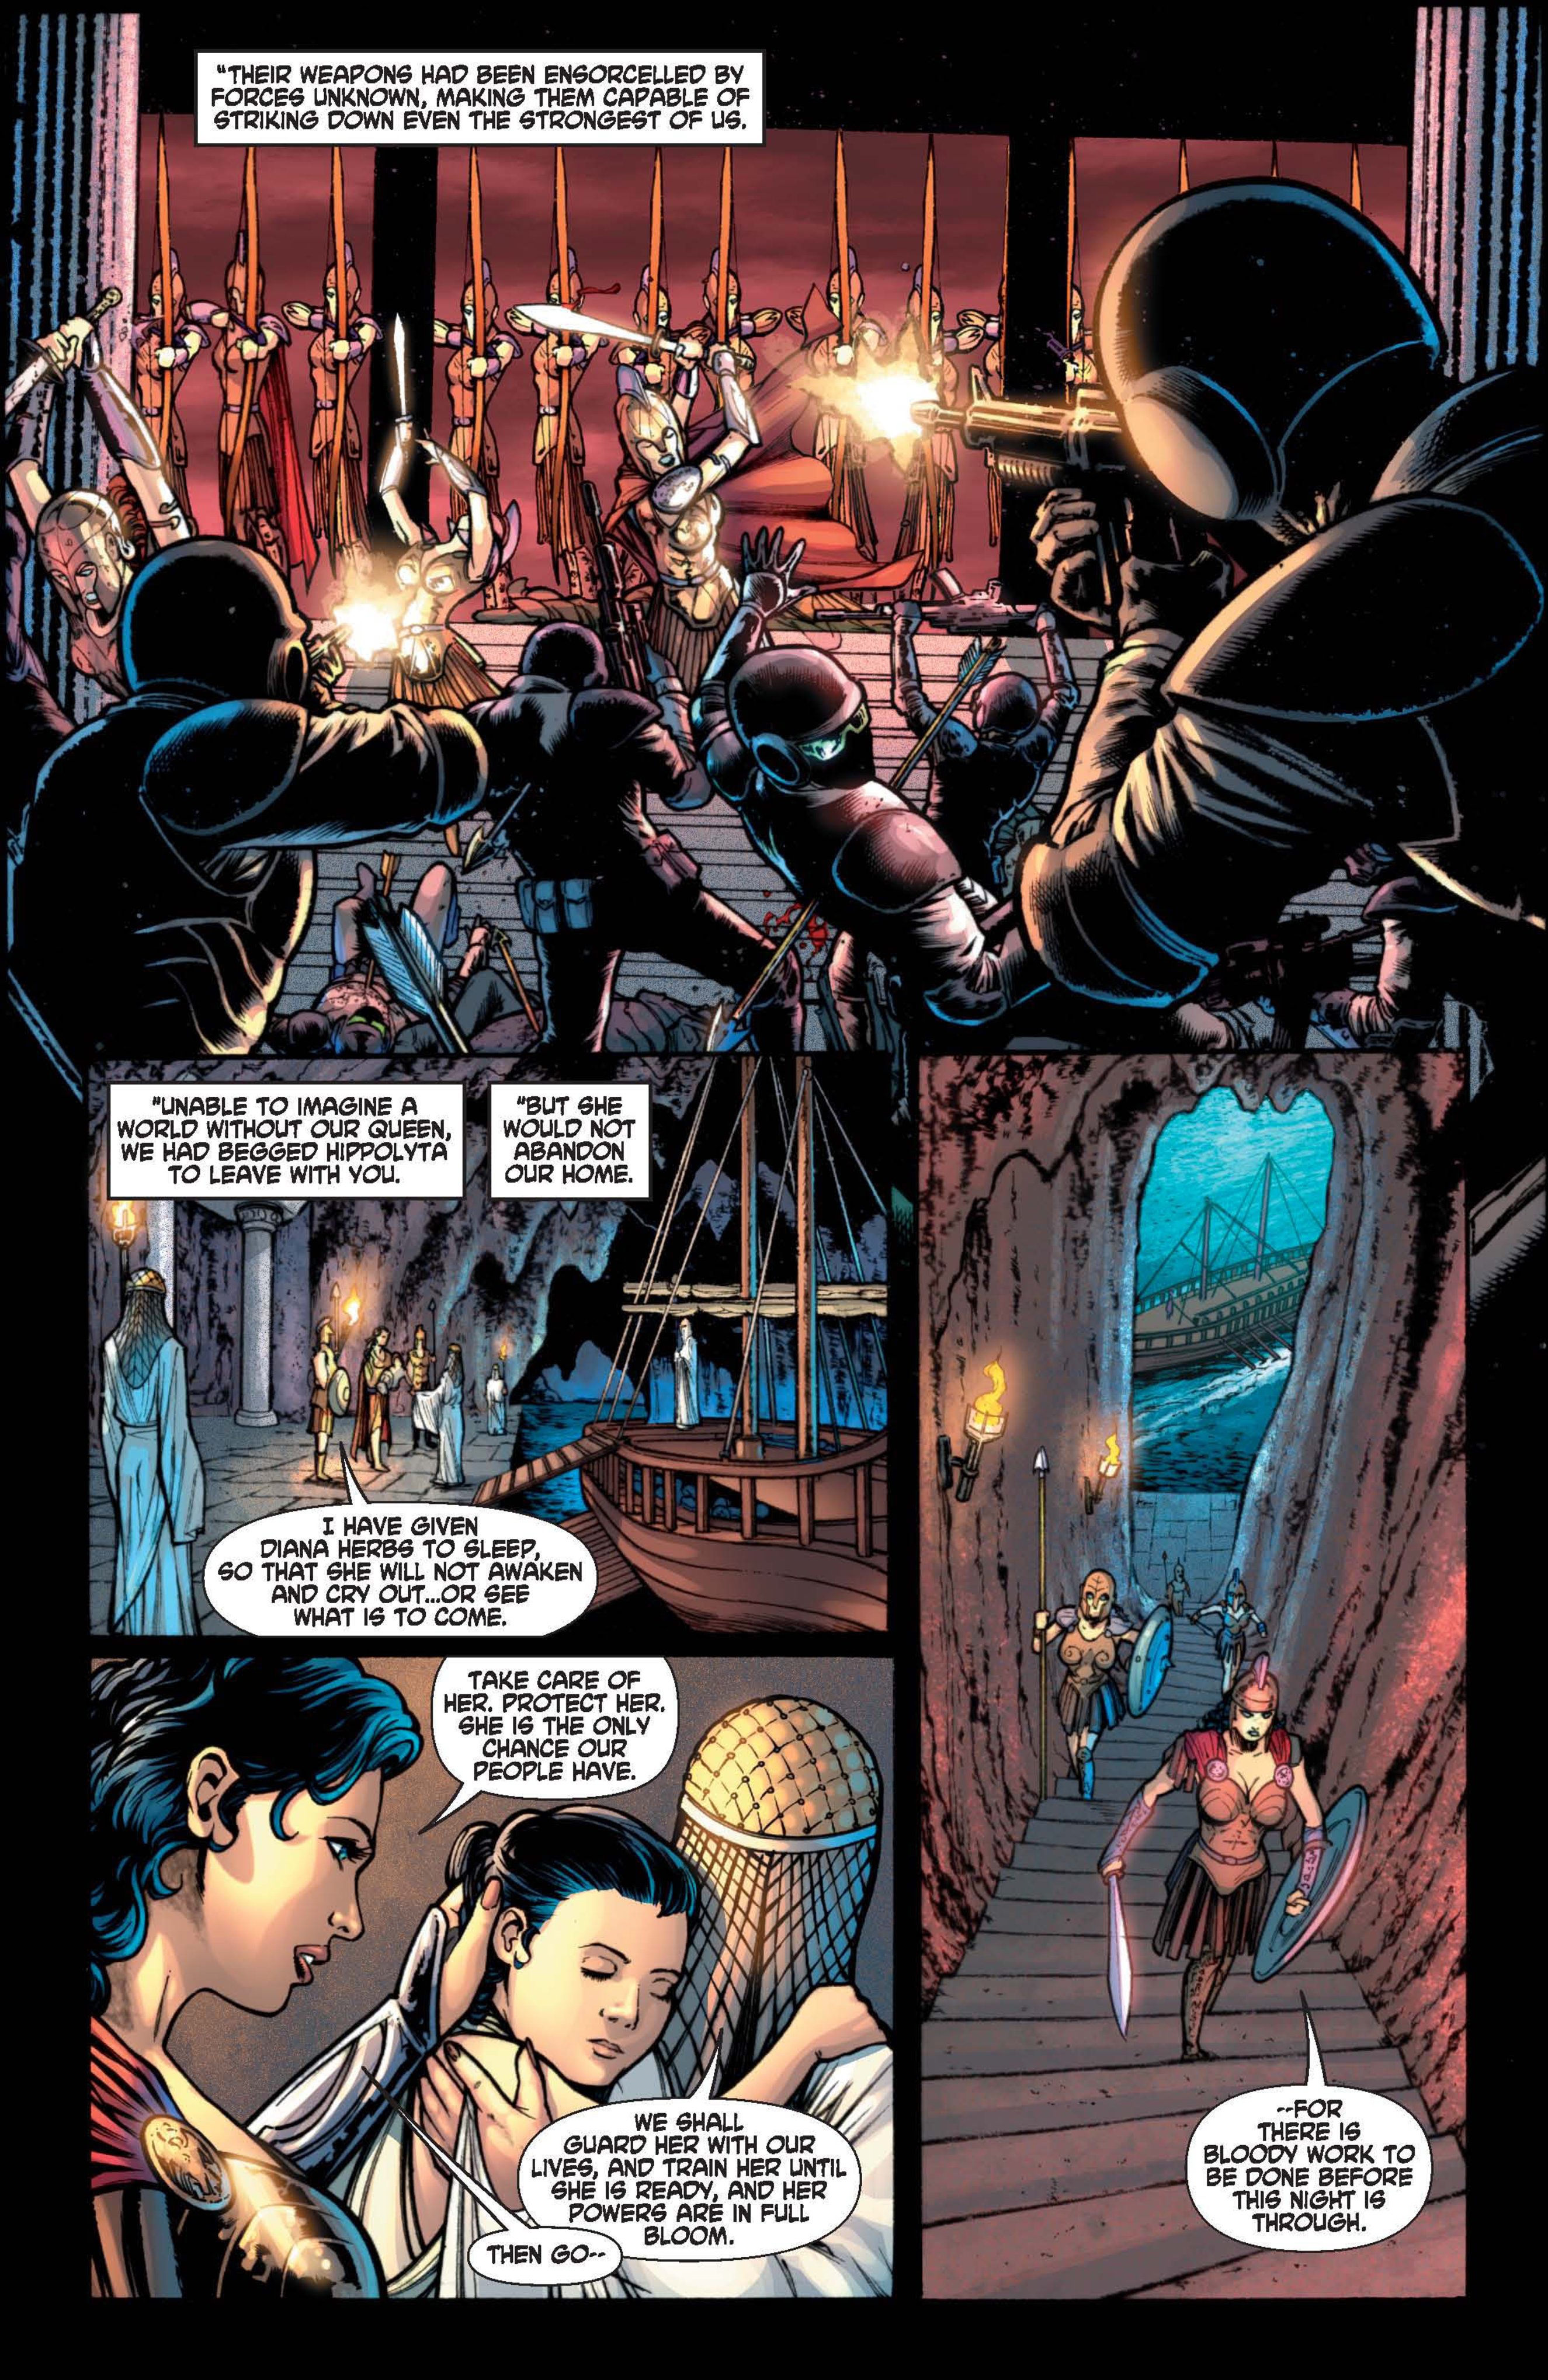 "THEIR WEAPONS HAD BEEN ENSORCELLED BY
FORCES UNKNOWN, MAKING THEM CAPABLE OF
STRIKING DOWN EVEN THE STRONGEST OF US.
"UNABLE TO IMAGINE A
WORLD WITHOUT OUR QUEEN,
WE HAD BEGGED HIPPOLYTA
TO LEAVE WITH YOU.
"BUT SHE
WOULD NOT
ABANDON
OUR HOME.
I HAVE GIVEN
DIANA HERBS TO SLEEP,
SO THAT SHE WILL NOT AWAKEN
AND CRY OUT...OR SEE
WHAT IS TO COME.
TAKE CARE OF
HER. PROTECT HER.
SHE IS THE ONLY
CHANCE OUR
PEOPLE HAVE.
WE SHALL
GUARD HER WITH OUR
LIVES, AND TRAIN HER UNTIL
SHE IS READY, AND HER
POWERS ARE IN FULL
BLOOM.
THEN GO--
--FOR
THERE IS
BLOODY WORK TO
BE DONE BEFORE
THIS NIGHT IS
THROUGH.